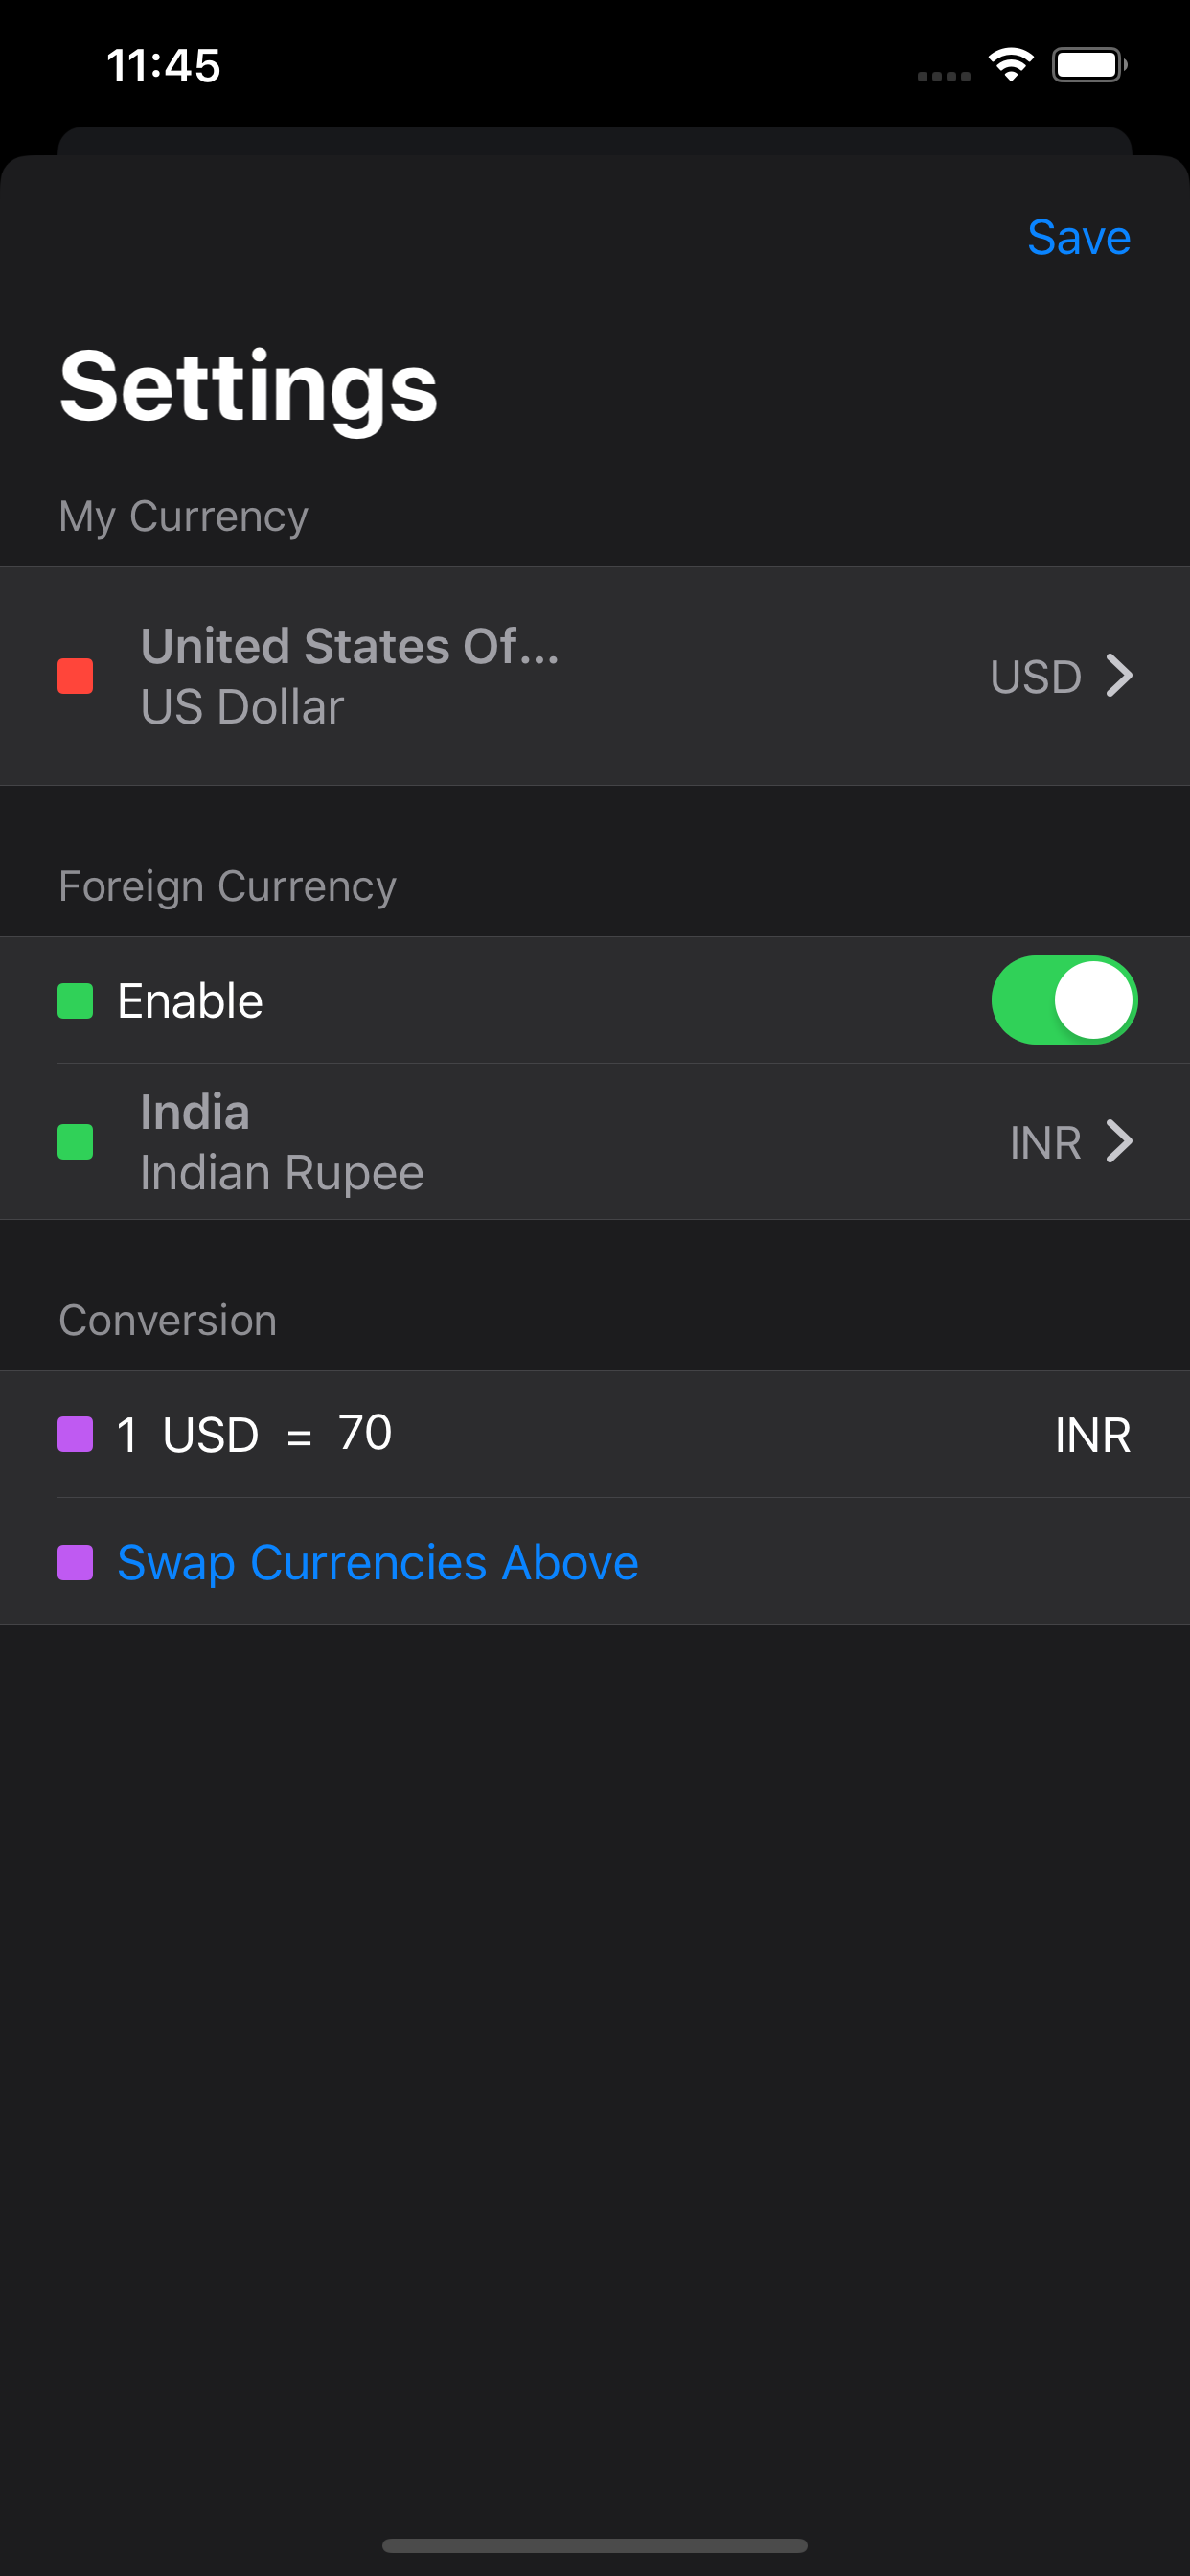 11:45
Save
Settings
My Currency
United States Of...
US Dollar
USD
Foreign Currency
Enable
India
Indian Rupee
INR
Conversion
1 USD = 70 INR
Swap Currencies Above